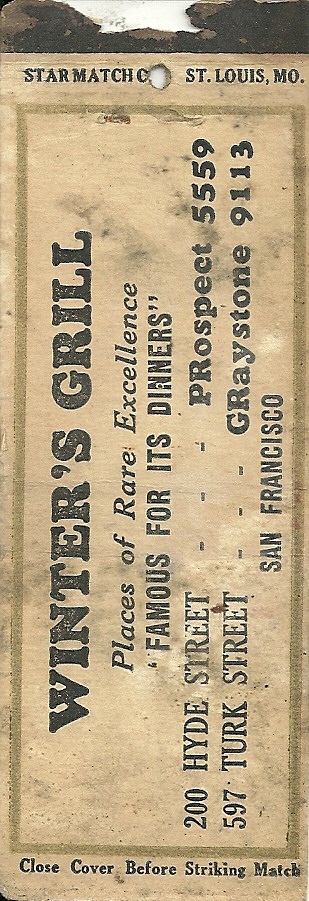 STAR MATCH C ST. LOUIS, MO.
WINTER'S GRILL
Places of Rare Excellence
"FAMOUS FOR ITS DINNERS"
200 HYDE STREET - - - PRospect 5559
597 TURK STREET - - - GRaystone 9113
SAN FRANCISCO
Close Cover Before Striking Match